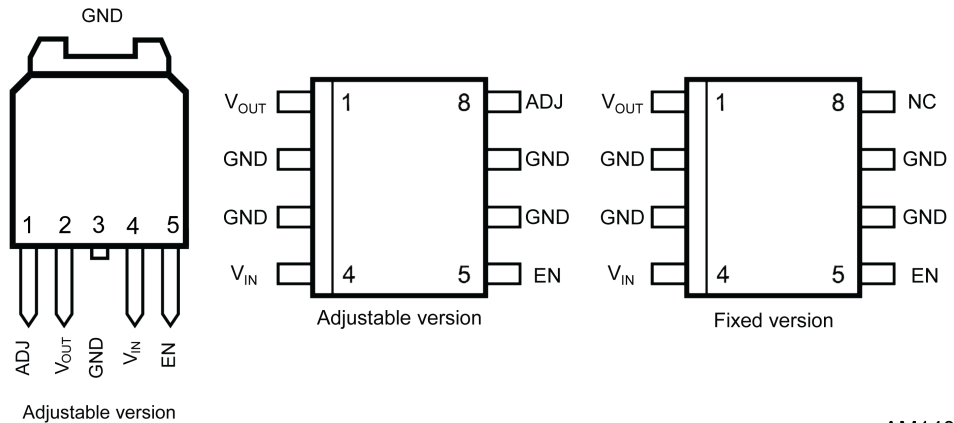 GND
1 2 3 4 5
ADJ
VOUT
GND
VIN
EN
Adjustable version
VOUT 1 8 ADJ
GND GND
GND GND
VIN 4 5 EN
Adjustable version
VOUT 1 8 NC
GND GND
GND GND
VIN 4 5 EN
Fixed version